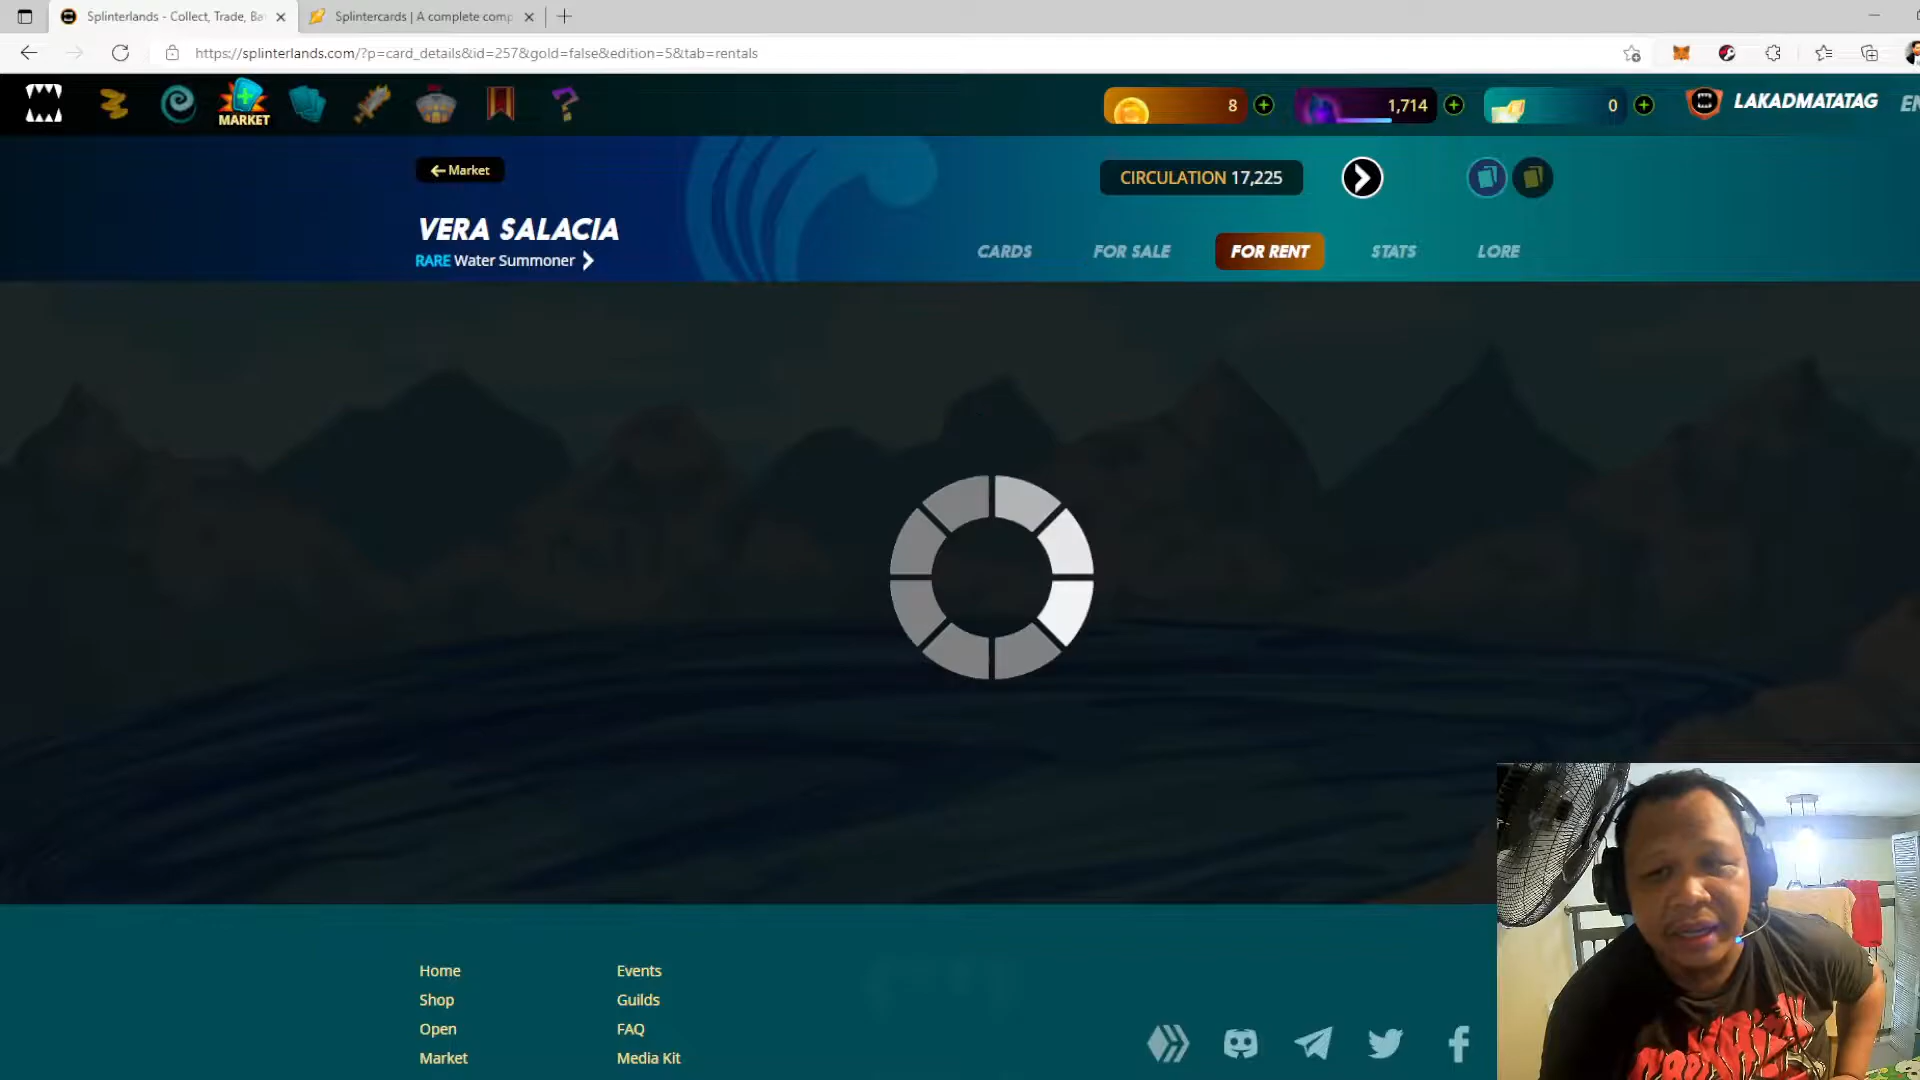 Splinterlands - Collect, Trade, Ba
Splintercards | A complete comp
https://splinterlands.com/?p=card_details&id=257&gold=false&edition=5&tab=rentals
MARKET
8
1,714
0
LAKADMATATAG
EN
Market
CIRCULATION 17,225
VERA SALACIA
RARE Water Summoner
CARDS
FOR SALE
FOR RENT
STATS
LORE
Home
Events
Shop
Guilds
Open
FAQ
Market
Media Kit